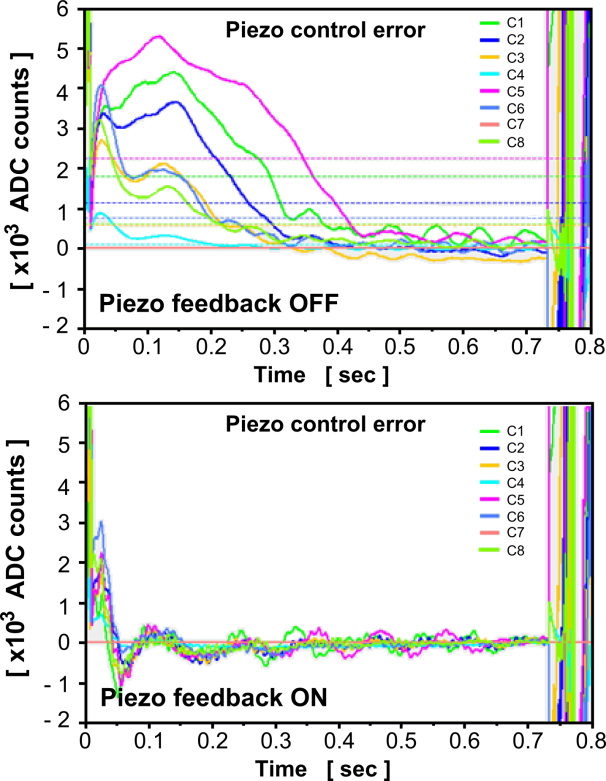 Piezo control error
[ x10³ ADC counts ]
6
5
4
3
2
1
0
- 1
- 2
C1
C2
C3
C4
C5
C6
C7
C8
Piezo feedback OFF
0 0.1 0.2 0.3 0.4 0.5 0.6 0.7 0.8
Time [ sec ]
Piezo control error
[ x10³ ADC counts ]
6
5
4
3
2
1
0
- 1
- 2
C1
C2
C3
C4
C5
C6
C7
C8
Piezo feedback ON
0 0.1 0.2 0.3 0.4 0.5 0.6 0.7 0.8
Time [ sec ]